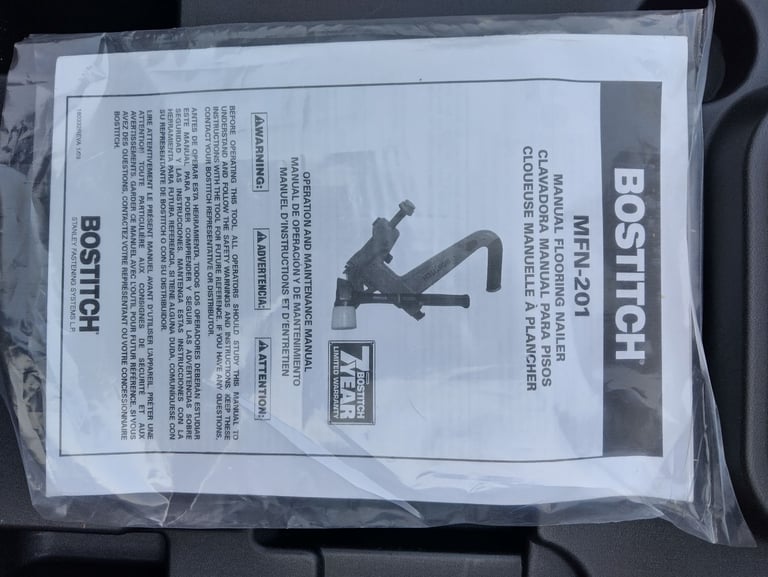 BOSTITCH®
MFN-201
MANUAL FLOORING NAILER
CLAVADORA MANUAL PARA PISOS
CLOUEUSE MANUELLE À PLANCHER
BOSTITCH
7 YEAR
LIMITED WARRANTY
OPERATION AND MAINTENANCE MANUAL
MANUAL DE OPERACIÓN Y DE MANTENIMIENTO
MANUEL D'INSTRUCTIONS ET D'ENTRETIEN
WARNING: ADVERTENCIA: ATTENTION:
BEFORE OPERATING THIS TOOL, ALL OPERATORS SHOULD STUDY THIS MANUAL TO
UNDERSTAND AND FOLLOW THE SAFETY WARNINGS AND INSTRUCTIONS. KEEP THESE
INSTRUCTIONS WITH THE TOOL FOR FUTURE REFERENCE. IF YOU HAVE ANY QUESTIONS,
CONTACT YOUR BOSTITCH REPRESENTATIVE OR DISTRIBUTOR.
ANTES DE OPERAR ESTA HERRAMIENTA, TODOS LOS OPERADORES DEBERÁN ESTUDIAR
ESTE MANUAL PARA PODER COMPRENDER Y SEGUIR LAS ADVERTENCIAS SOBRE
SEGURIDAD Y LAS INSTRUCCIONES. MANTENGA ESTAS INSTRUCCIONES CON LA
HERRAMIENTA PARA FUTURA REFERENCIA. SI TIENE ALGUNA DUDA, COMUNÍQUESE CON
SU REPRESENTANTE DE BOSTITCH O CON SU DISTRIBUIDOR.
LIRE ATTENTIVEMENT LE PRÉSENT MANUEL AVANT D'UTILISER L'APPAREIL. PRÊTER UNE
ATTENTION TOUTE PARTICULIÈRE AUX CONSIGNES DE SÉCURITÉ ET AUX
AVERTISSEMENTS. GARDER CE MANUEL AVEC L'OUTIL POUR FUTUR RÉFÉRENCE. SI VOUS
AVEZ DES QUESTIONS, CONTACTEZ VOTRE REPRÉSENTANT OU VOTRE CONCESSIONNAIRE
BOSTITCH.
BOSTITCH®
STANLEY FASTENING SYSTEMS L.P.